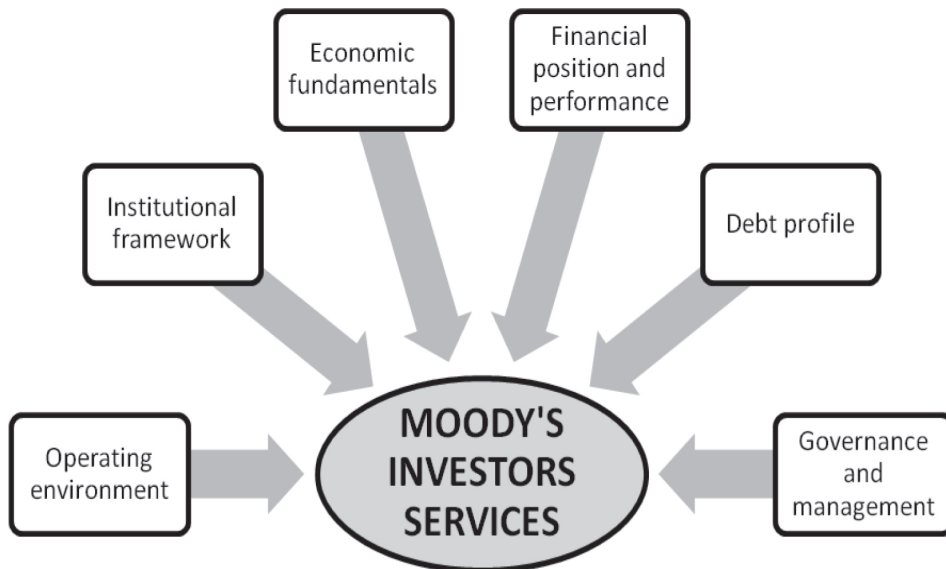 Economic
fundamentals
Financial
position and
performance
Institutional
framework
Debt profile
Operating
environment
MOODY'S
INVESTORS
SERVICES
Governance
and
management